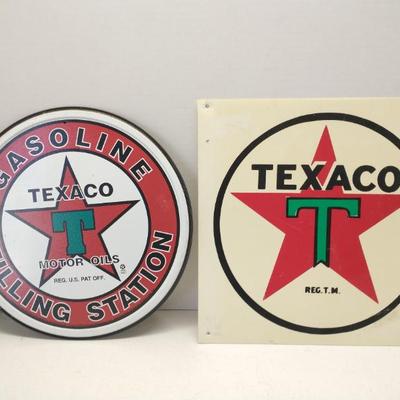 GASOLINE
TEXACO
T
MOTOR OILS
REG. U.S. PAT OFF.
FILLING STATION
TEXACO
T
REG. T.M.